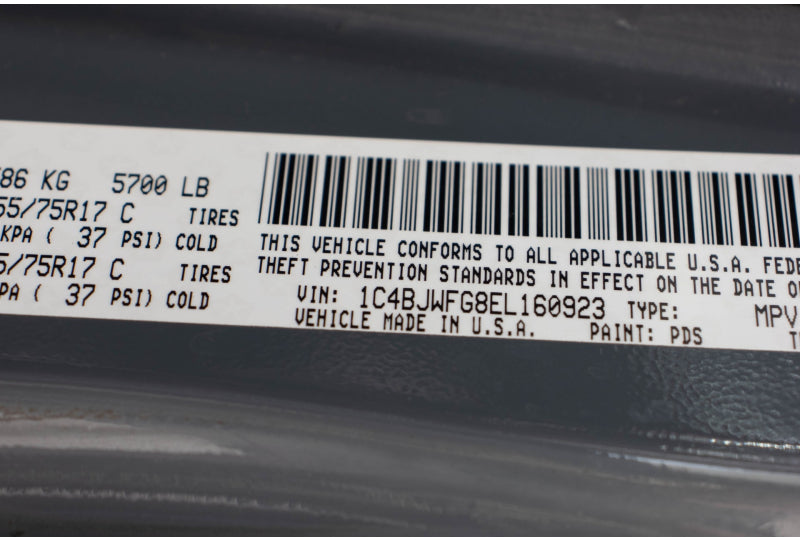 86 KG 5700 LB
55/75R17 C TIRES
KPA ( 37 PSI) COLD
5/75R17 C TIRES
PA ( 37 PSI) COLD
THIS VEHICLE CONFORMS TO ALL APPLICABLE U.S.A. FEDE
THEFT PREVENTION STANDARDS IN EFFECT ON THE DATE O
VIN: 1C4BJWFG8EL160923 TYPE: MPV
VEHICLE MADE IN U.S.A. PAINT: PDS